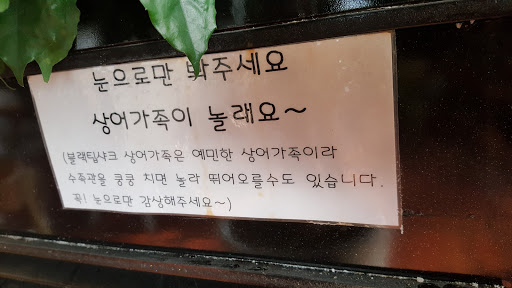 눈으로만 봐주세요
상어가족이 놀래요~
(블랙팁샤크 상어가족은 예민한 상어가족이라
수족관을 쿵쿵 치면 놀라 뛰어오를수도 있습니다.
꼭! 눈으로만 감상해주세요~)